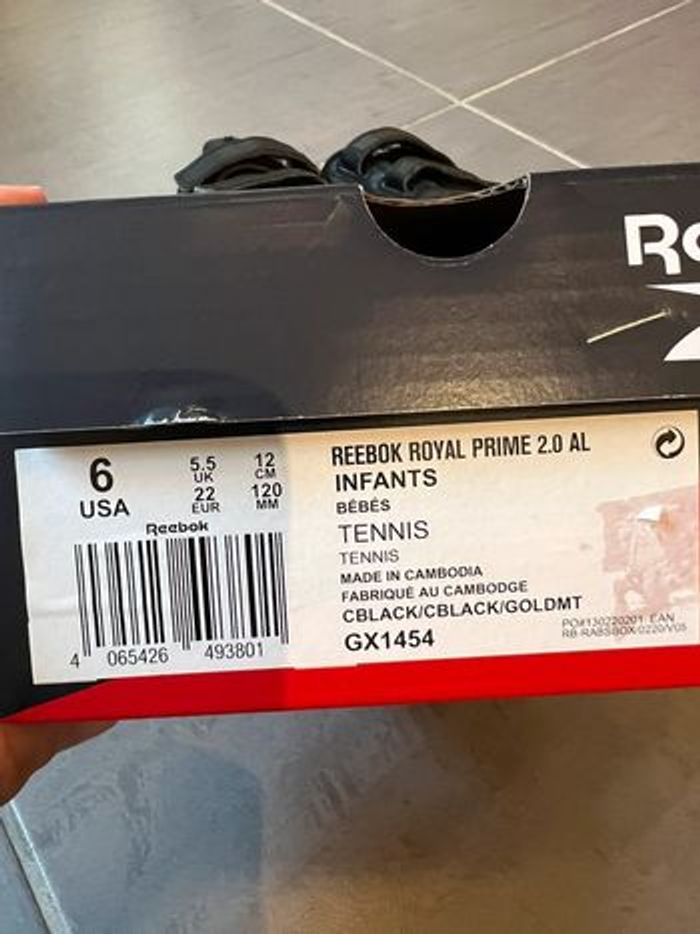 Re
6
USA
5.5
UK
22
EUR
12
CM
120
MM
Reebok
4 065426 493801
REEBOK ROYAL PRIME 2.0 AL
INFANTS
BÉBÉS
TENNIS
TENNIS
MADE IN CAMBODIA
FABRIQUÉ AU CAMBODGE
CBLACK/CBLACK/GOLDMT
GX1454
PO#130220201 EAN
RB-RABSBOX/0220/V05